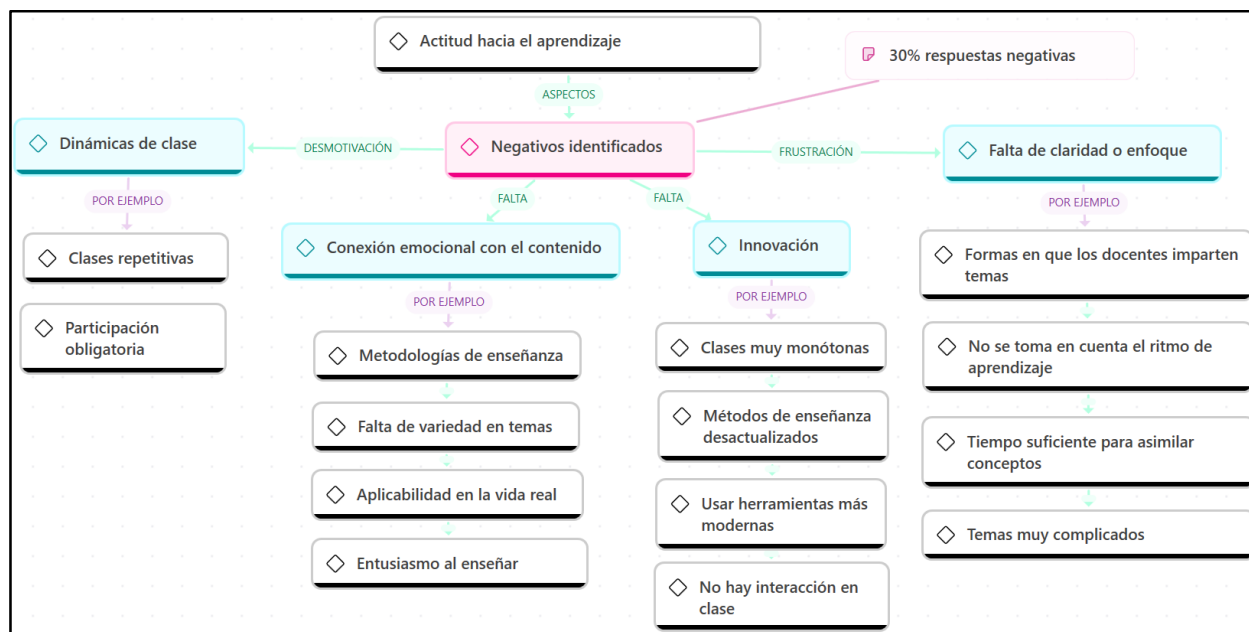 Actitud hacia el aprendizaje
30% respuestas negativas
ASPECTOS
Dinámicas de clase
DESMOTIVACIÓN
Negativos identificados
FRUSTRACIÓN
Falta de claridad o enfoque
POR EJEMPLO
FALTA
FALTA
POR EJEMPLO
Clases repetitivas
Participación
obligatoria
Conexión emocional con el contenido
POR EJEMPLO
Metodologías de enseñanza
Falta de variedad en temas
Aplicabilidad en la vida real
Entusiasmo al enseñar
Innovación
POR EJEMPLO
Clases muy monótonas
Métodos de enseñanza
desactualizados
Usar herramientas más
modernas
No hay interacción en
clase
Formas en que los docentes imparten
temas
No se toma en cuenta el ritmo de
aprendizaje
Tiempo suficiente para asimilar
conceptos
Temas muy complicados